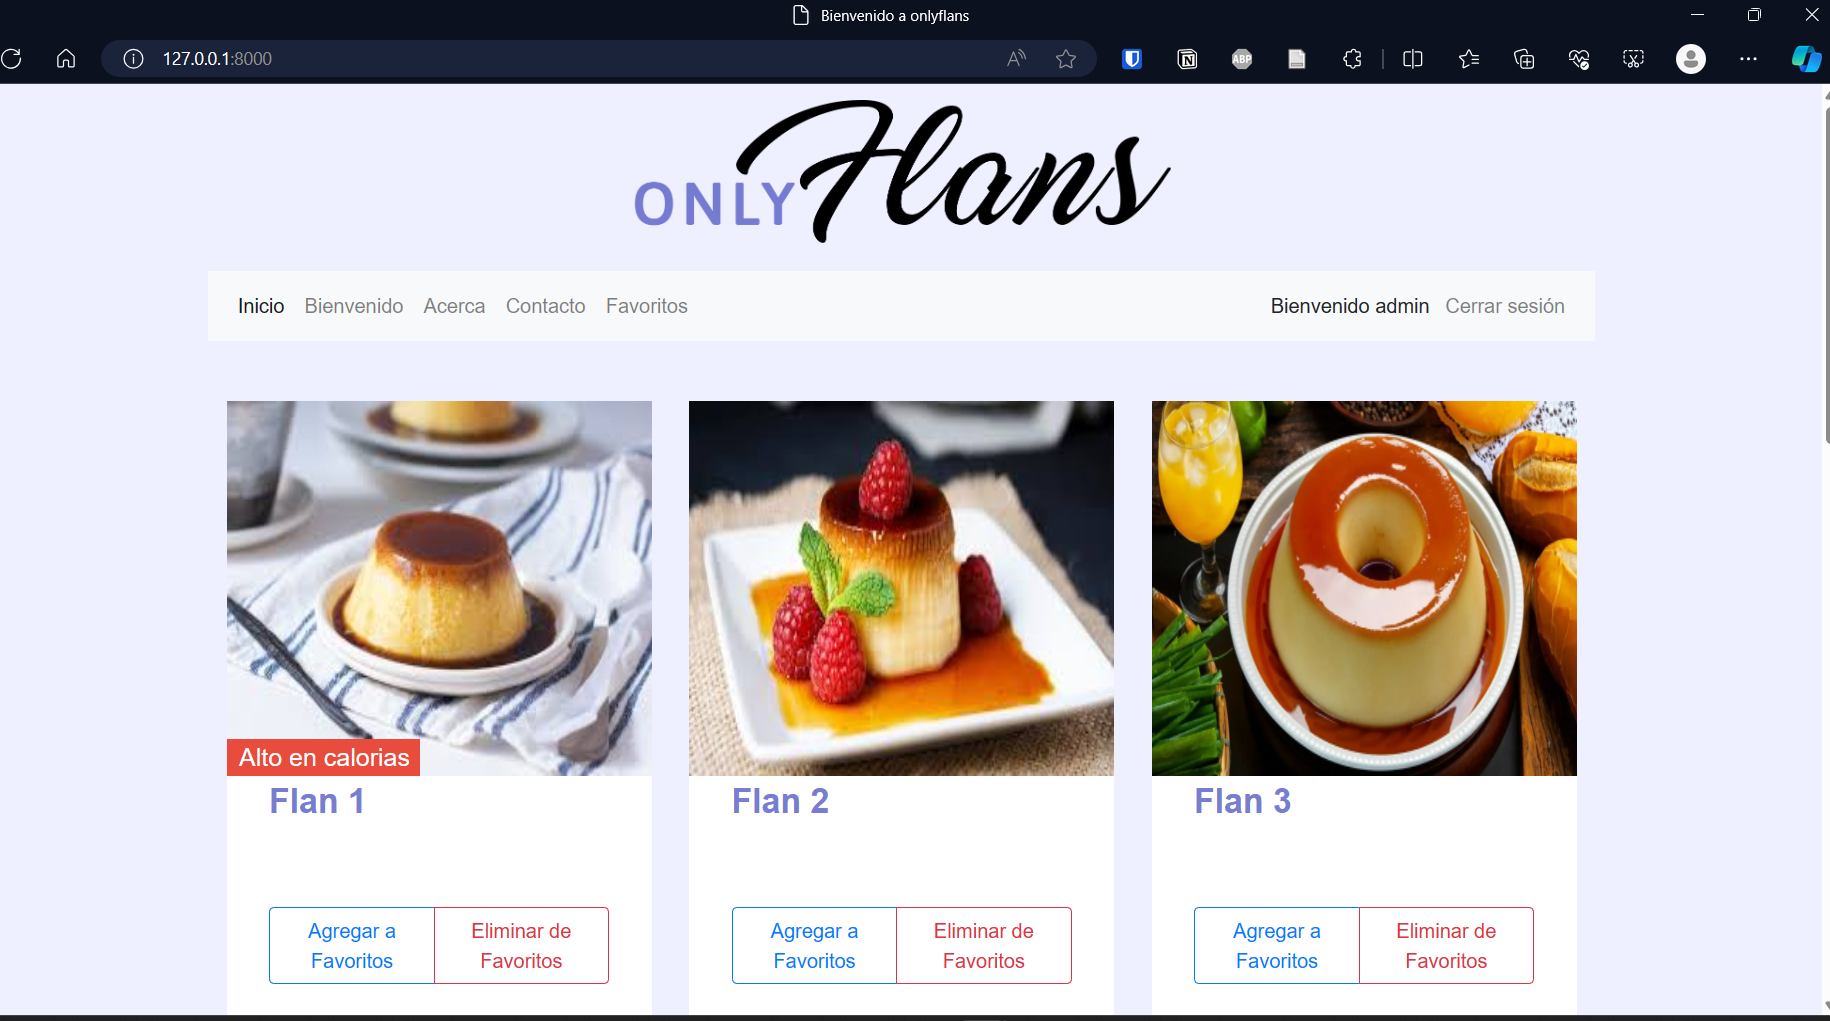 Bienvenido a onlyflans
127.0.0.1:8000
ABP
ONLY Flans
Inicio Bienvenido Acerca Contacto Favoritos Bienvenido admin Cerrar sesión
Alto en calorias
Flan 1 Flan 2 Flan 3
Agregar a Favoritos Eliminar de Favoritos
Agregar a Favoritos Eliminar de Favoritos
Agregar a Favoritos Eliminar de Favoritos